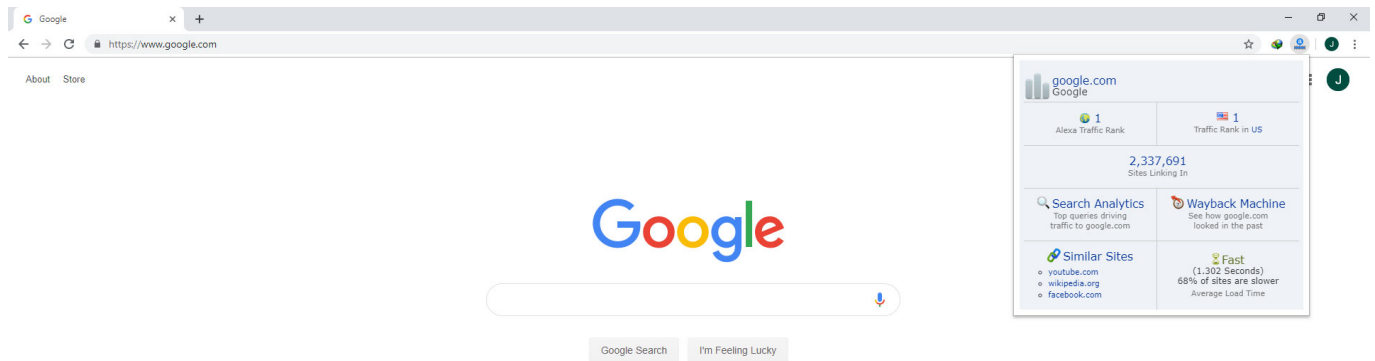 Google
https://www.google.com
J
About Store
J
google.com
Google
1
Alexa Traffic Rank
1
Traffic Rank in US
2,337,691
Sites Linking In
Search Analytics
Top queries driving
traffic to google.com
Wayback Machine
See how google.com
looked in the past
Similar Sites
youtube.com
wikipedia.org
facebook.com
Fast
(1.302 Seconds)
68% of sites are slower
Average Load Time
Google
Google Search I'm Feeling Lucky